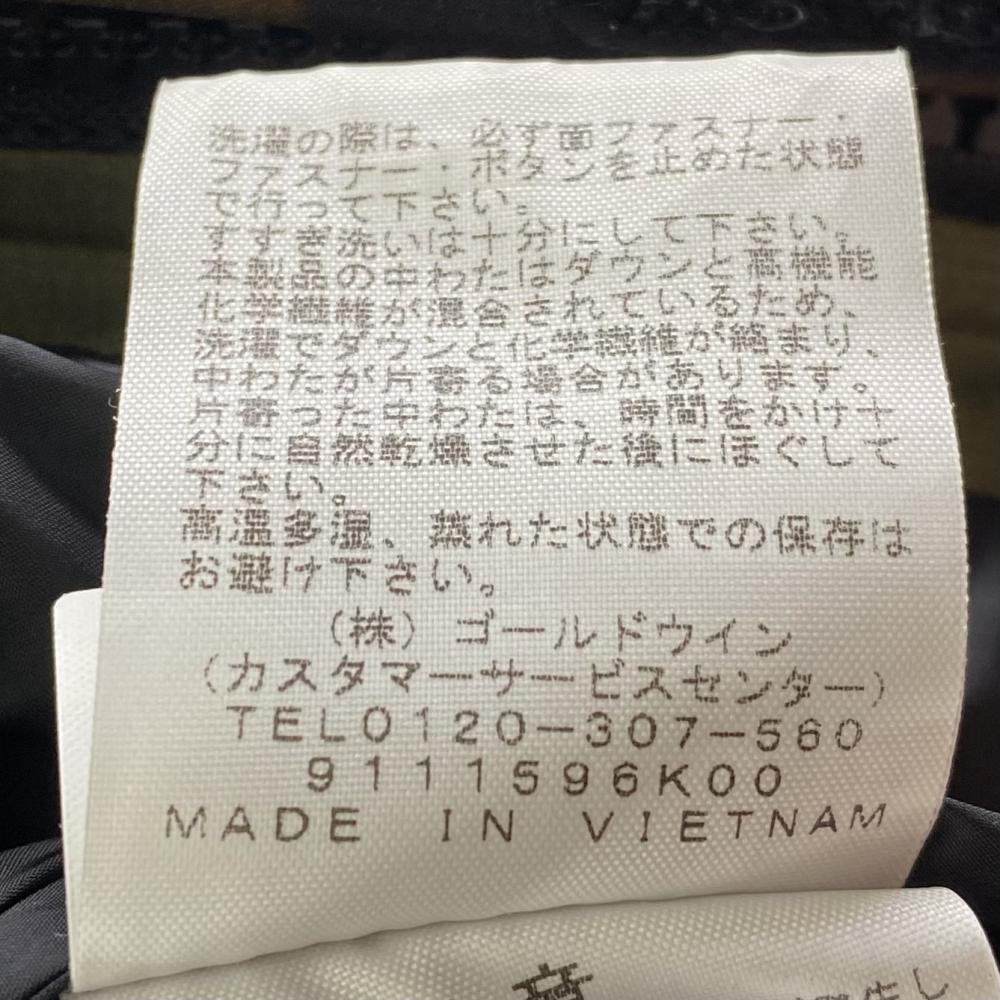 洗濯の際は、必ず面ファスナー・
ファスナー・ボタンを止めた状態
で行って下さい。
すすぎ洗いは十分にして下さい。
本製品の中わたはダウンと高機能
化学繊維が混合されているため、
洗濯でダウンと化学繊維が絡まり、
中わたが片寄る場合があります。
片寄った中わたは、時間をかけ十
分に自然乾燥させた後にほぐして
下さい。
高温多湿、蒸れた状態での保存は
お避け下さい。
(株) ゴールドウイン
(カスタマーサービスセンター)
TEL0120-307-560
9111596K00
MADE IN VIETNAM